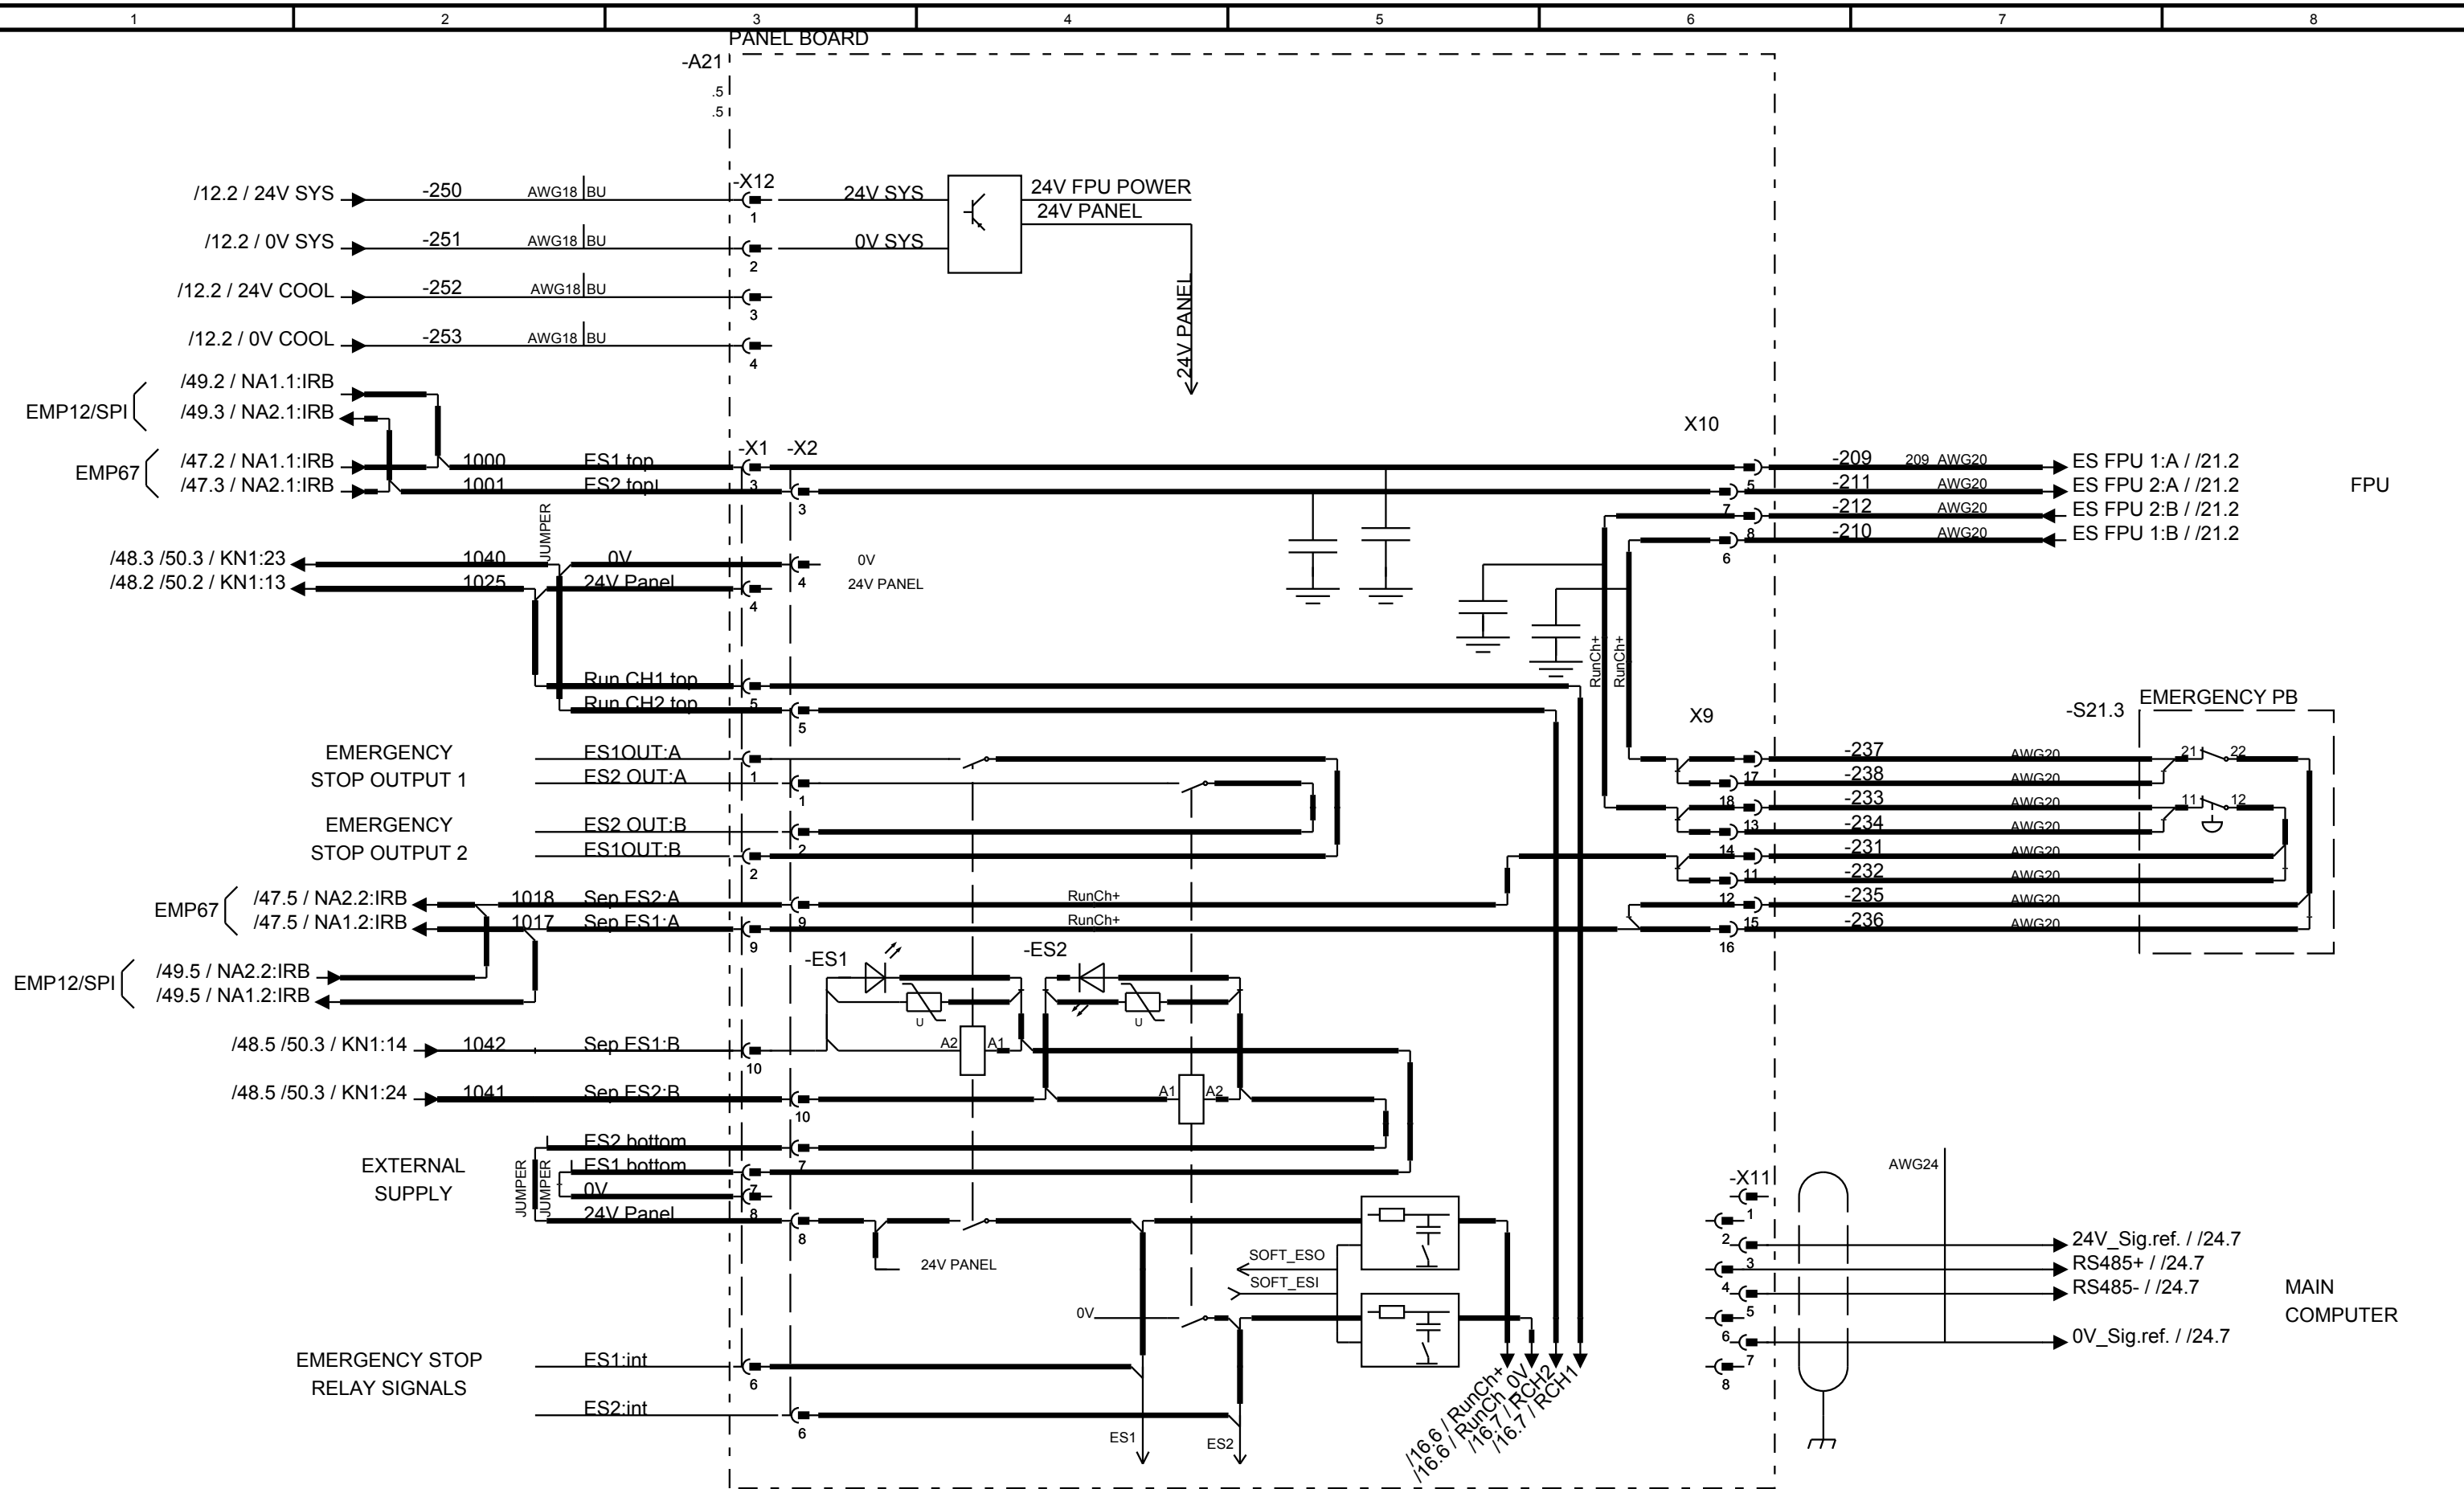 1 2 3 4 5 6 7 8
PANEL BOARD
-A21
.5
.5
/12.2 / 24V SYS -250 AWG18 BU -X12 1 24V SYS 24V FPU POWER
24V PANEL
/12.2 / 0V SYS -251 AWG18 BU 2 0V SYS
/12.2 / 24V COOL -252 AWG18 BU 3
24V PANEL
/12.2 / 0V COOL -253 AWG18 BU 4
EMP12/SPI
/49.2 / NA1.1:IRB
/49.3 / NA2.1:IRB
X10
-X1 -X2
EMP67
/47.2 / NA1.1:IRB 1000 ES1 top 3 5 -209 209 AWG20 ES FPU 1:A / /21.2
/47.3 / NA2.1:IRB 1001 ES2 top 3 7 -211 AWG20 ES FPU 2:A / /21.2
FPU
8 -212 AWG20 ES FPU 2:B / /21.2
6 -210 AWG20 ES FPU 1:B / /21.2
JUMPER
/48.3 /50.3 / KN1:23 1040 0V 4 0V
/48.2 /50.2 / KN1:13 1025 24V Panel 4 24V PANEL
RunCh+
RunCh+
Run CH1 top 5
Run CH2 top 5
X9
-S21.3
EMERGENCY PB
EMERGENCY
STOP OUTPUT 1
ES1OUT:A 1 17 -237 AWG20 21 22
ES2 OUT:A 1 18 -238 AWG20
13 -233 AWG20 11 12
EMERGENCY
STOP OUTPUT 2
ES2 OUT:B 2 14 -234 AWG20
ES1OUT:B 2 11 -231 AWG20
12 -232 AWG20
EMP67
/47.5 / NA2.2:IRB 1018 Sep ES2:A 9 RunCh+ 15 -235 AWG20
/47.5 / NA1.2:IRB 1017 Sep ES1:A 9 RunCh+ 16 -236 AWG20
-ES1 -ES2
EMP12/SPI
/49.5 / NA2.2:IRB
/49.5 / NA1.2:IRB
U U
/48.5 /50.3 / KN1:14 1042 Sep ES1:B 10 A2 A1
/48.5 /50.3 / KN1:24 1041 Sep ES2:B 10 A1 A2
EXTERNAL
SUPPLY
JUMPER
JUMPER
ES2 bottom 7
ES1 bottom 7
0V 8
24V Panel 8
24V PANEL
SOFT_ESO
SOFT_ESI
0V
-X11
AWG24
1
2
3
4
5
6
7
8
24V_Sig.ref. / /24.7
RS485+ / /24.7
RS485- / /24.7
0V_Sig.ref. / /24.7
MAIN
COMPUTER
EMERGENCY STOP
RELAY SIGNALS
ES1:int 6
ES2:int 6
ES1 ES2
/16.6 / RunCh+
/16.6 / RunCh_0V
/16.7 / RCH2
/16.7 / RCH1